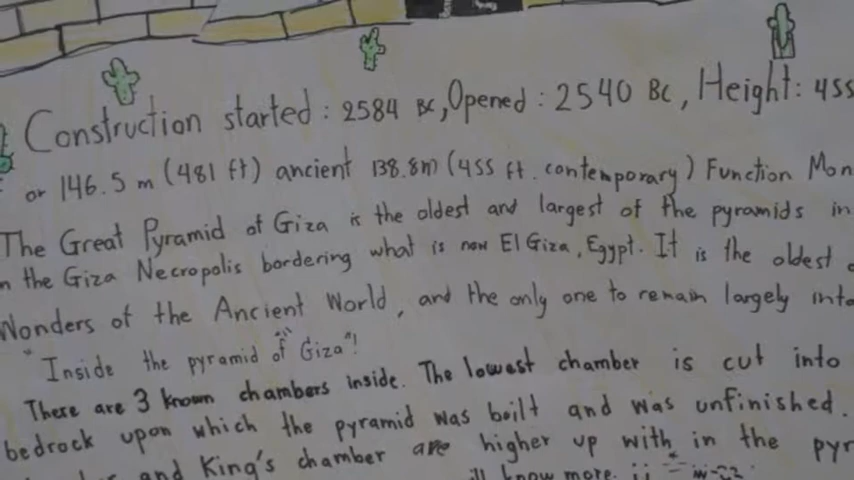 Construction started : 2584 BC, Opened : 2540 BC, Height: 455
or 146.5 m (481 ft) ancient 138.8m (455 ft. contemporary) Function Mon
The Great Pyramid of Giza is the oldest and largest of the pyramids in
n the Giza Necropolis bordering what is now El Giza, Egypt. It is the oldest o
Wonders of the Ancient World, and the only one to remain largely inta
"Inside the pyramid of Giza"!
There are 3 known chambers inside. The lowest chamber is cut into
bedrock upon which the pyramid was boilt and was unfinished.
and King's chamber are higher up with in the pyr
know more.